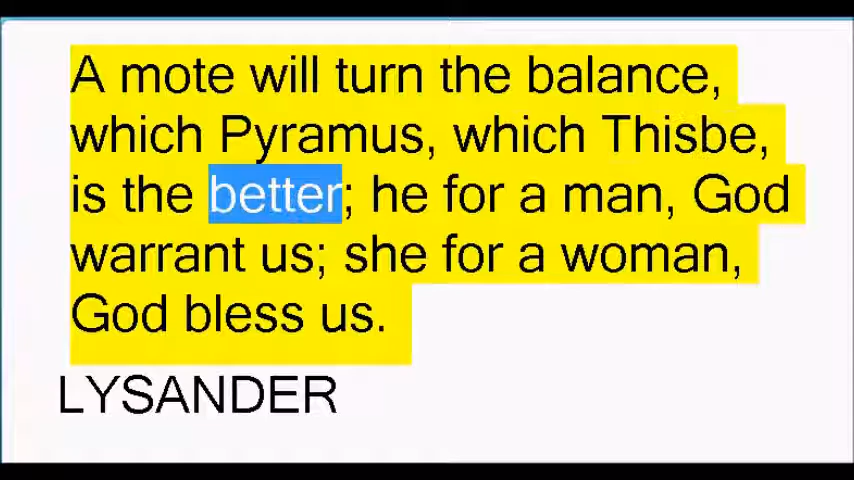 A mote will turn the balance,
which Pyramus, which Thisbe,
is the better; he for a man, God
warrant us; she for a woman,
God bless us.
LYSANDER